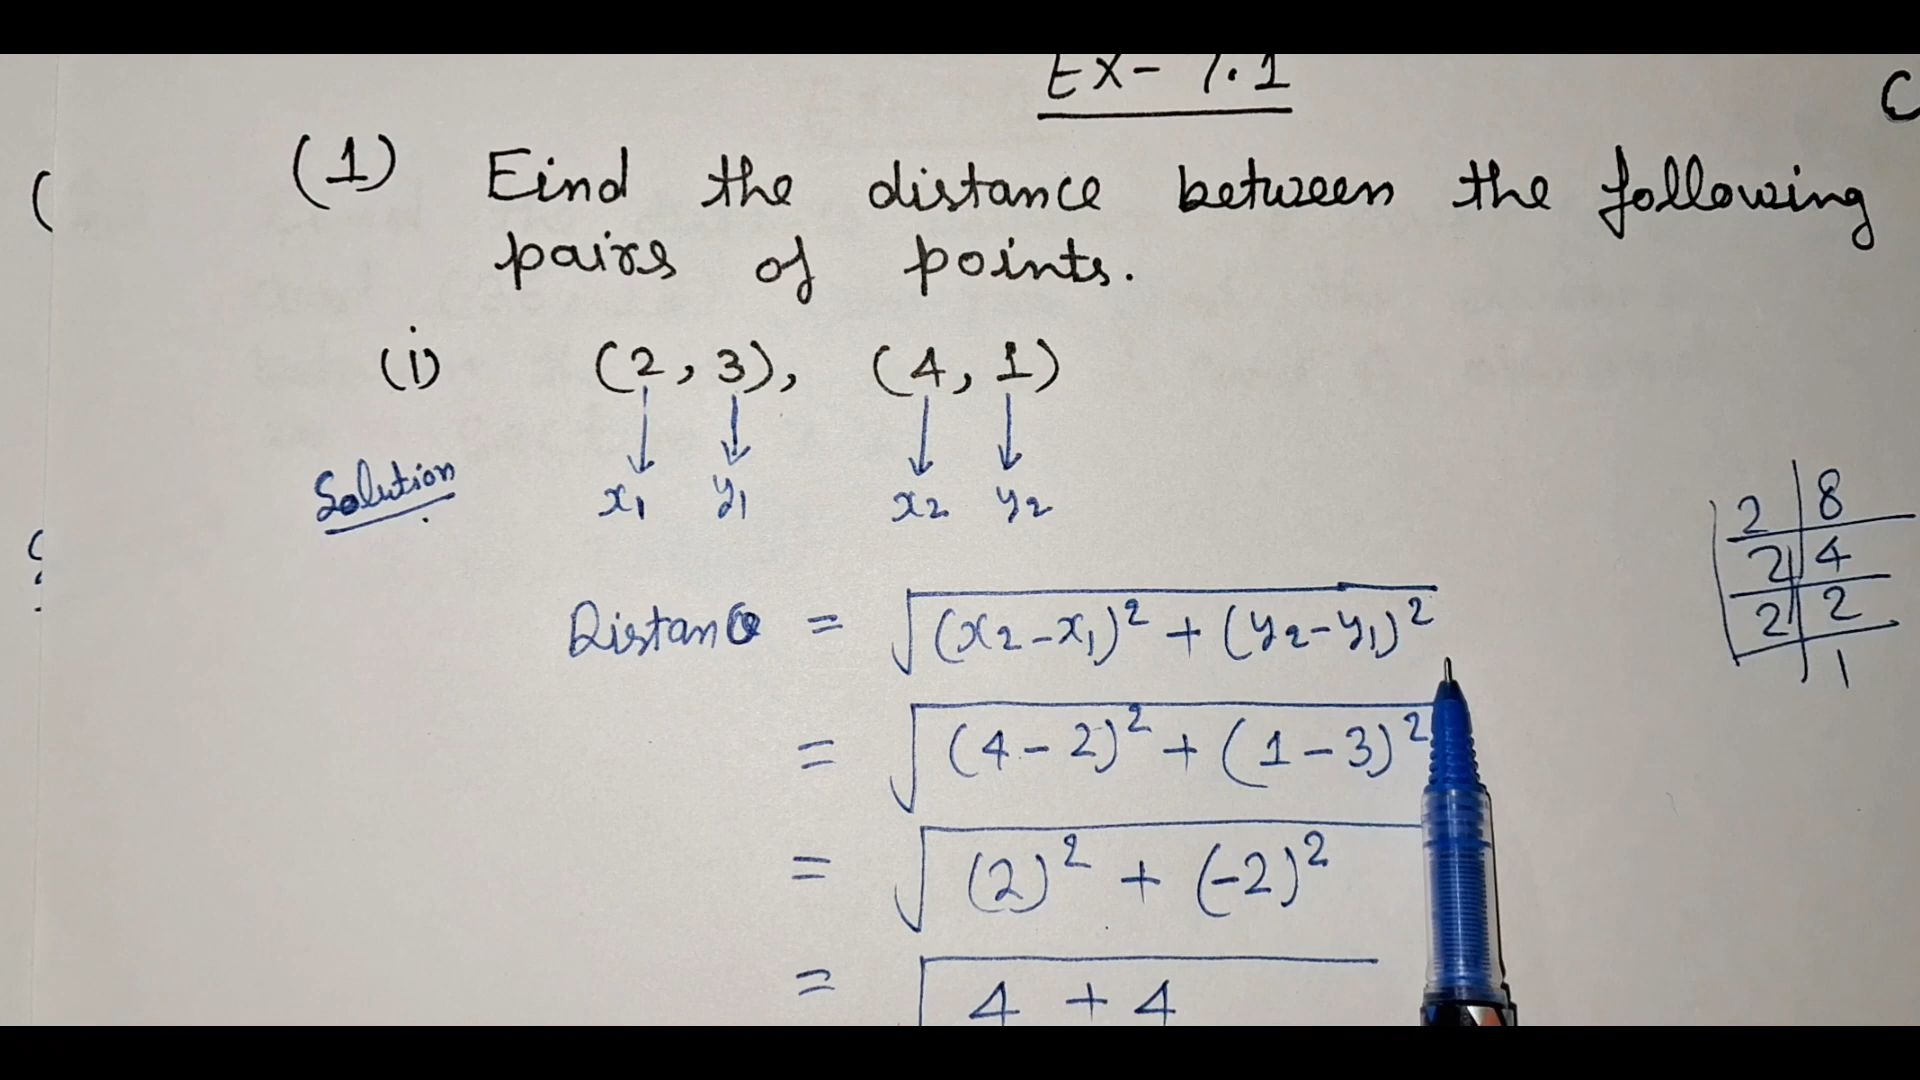 Ex- 7.1
(1) Eind the distance between the following
pairs of points.
(i) (2, 3), (4, 1)
Solution x1 y1 x2 y2
Distance = √(x2-x1)² + (y2-y1)²
= √(4-2)² + (1-3)²
= √(2)² + (-2)²
= √4 + 4
2 | 8
2 | 4
2 | 2
1